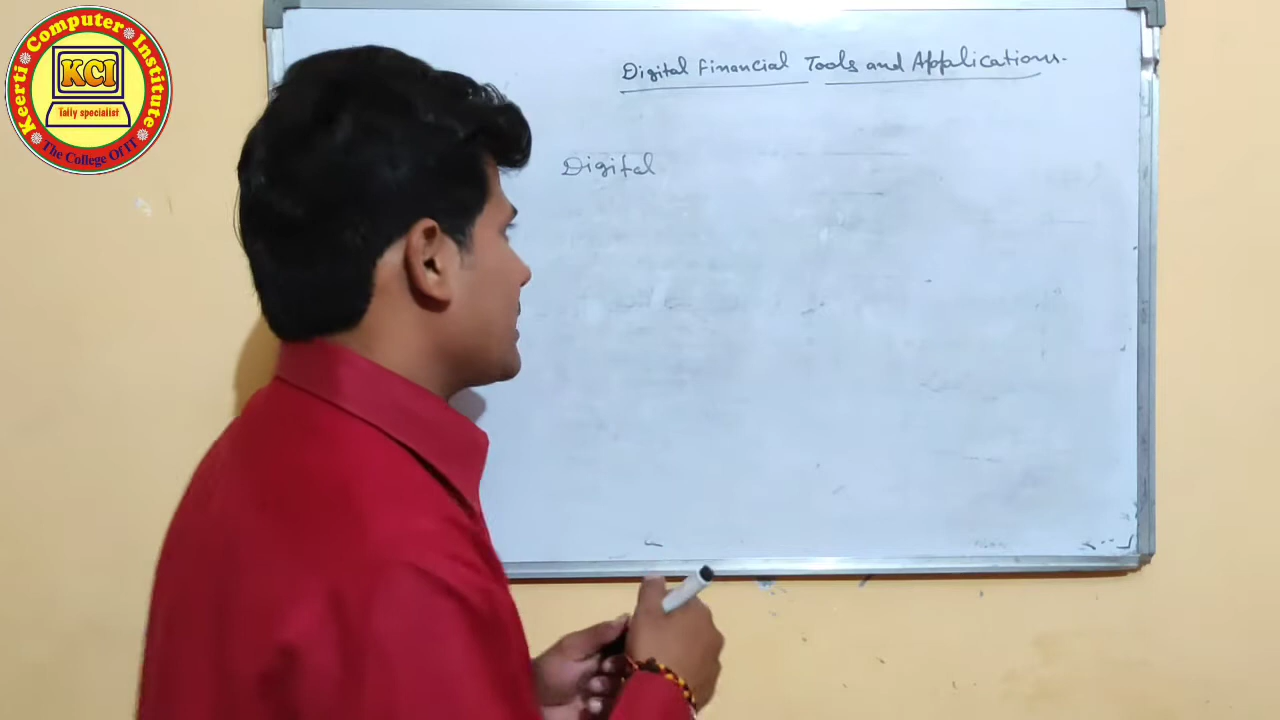 Keerti Computer Institute
KCI
Tally specialist
The College Of IT
Digital Financial Tools and Applications.
Digital